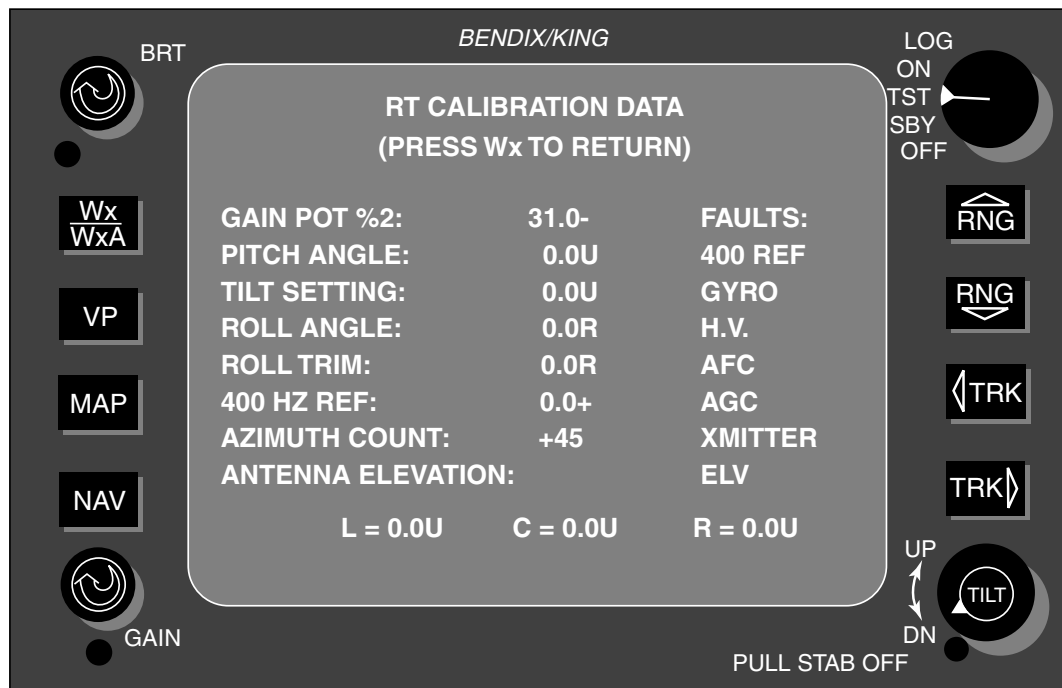 BENDIX/KING
BRT
LOG
ON
TST
SBY
OFF
RT CALIBRATION DATA
(PRESS Wx TO RETURN)
GAIN POT %2: 31.0- FAULTS:
PITCH ANGLE: 0.0U 400 REF
TILT SETTING: 0.0U GYRO
ROLL ANGLE: 0.0R H.V.
ROLL TRIM: 0.0R AFC
400 HZ REF: 0.0+ AGC
AZIMUTH COUNT: +45 XMITTER
ANTENNA ELEVATION: ELV
L = 0.0U C = 0.0U R = 0.0U
Wx
WxA
VP
MAP
NAV
GAIN
RNG
RNG
TRK
TRK
UP
TILT
DN
PULL STAB OFF